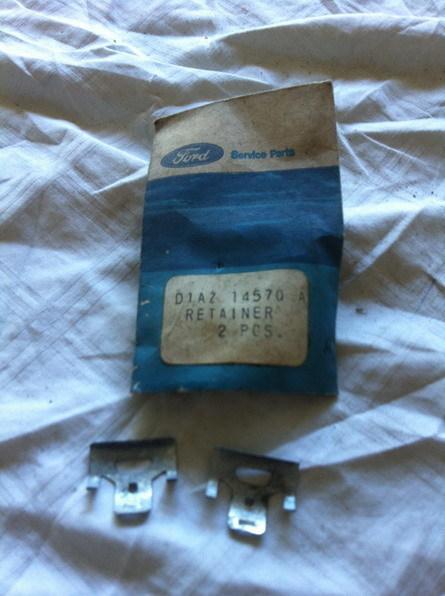 Ford Service Parts
D1AZ 14570 A
RETAINER
2 PCS.